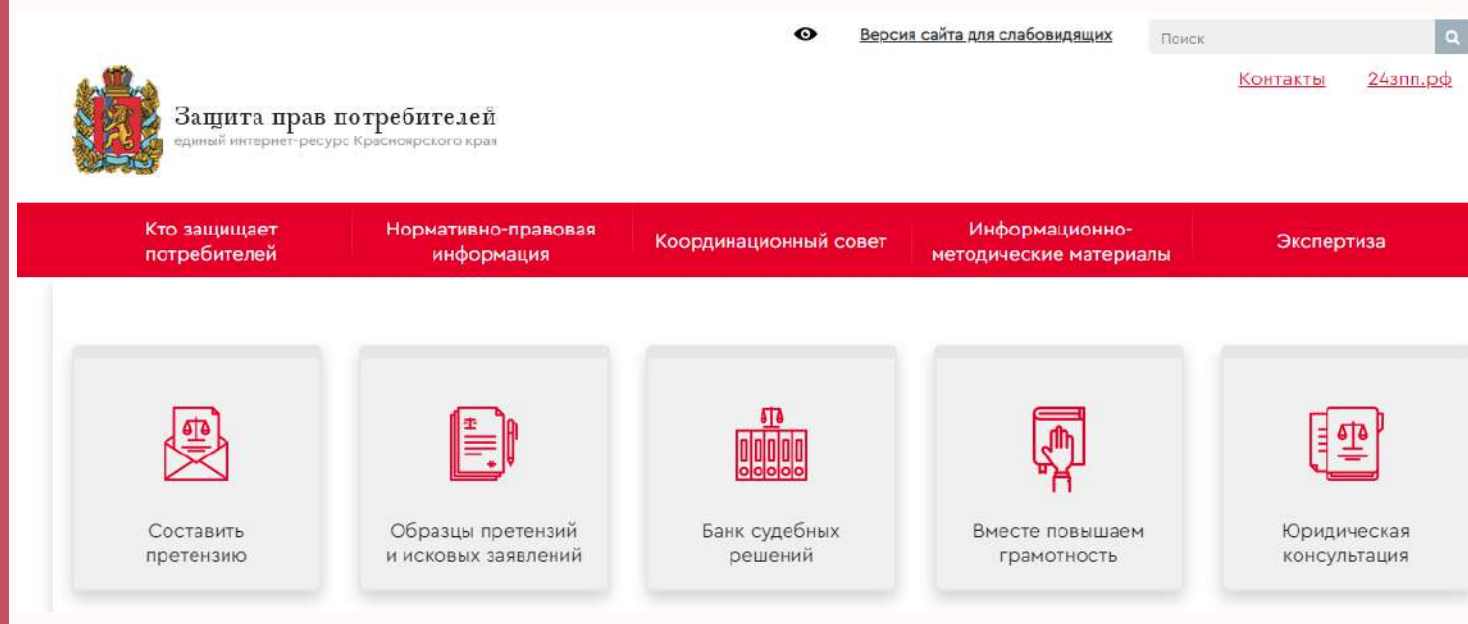 Версия сайта для слабовидящих
Поиск
Контакты
24зпп.рф
Защита прав потребителей
единый интернет-ресурс Красноярского края
Кто защищает
потребителей
Нормативно-правовая
информация
Координационный совет
Информационно-
методические материалы
Экспертиза
Составить
претензию
Образцы претензий
и исковых заявлений
Банк судебных
решений
Вместе повышаем
грамотность
Юридическая
консультация